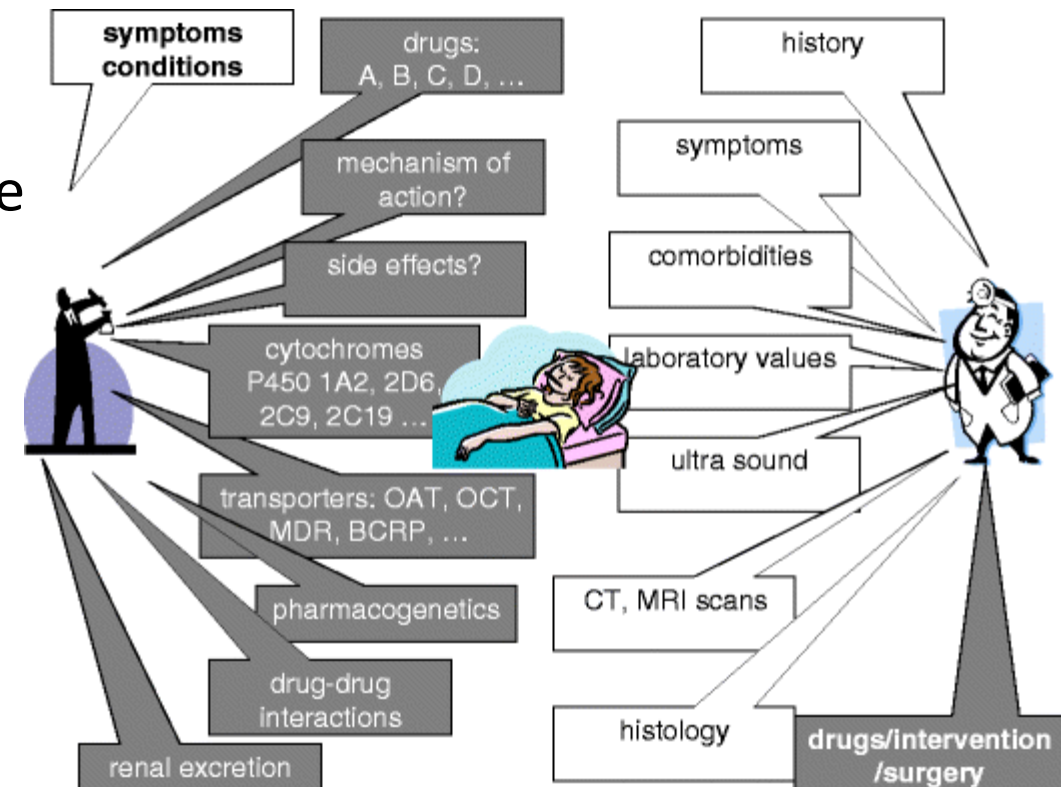 symptoms
conditions
drugs:
A, B, C, D, ...
mechanism of
action?
side effects?
cytochromes
P450 1A2, 2D6,
2C9, 2C19 ...
transporters: OAT, OCT,
MDR, BCRP, ...
pharmacogenetics
drug-drug
interactions
renal excretion
e
history
symptoms
comorbidities
laboratory values
ultra sound
CT, MRI scans
histology
drugs/intervention
/surgery